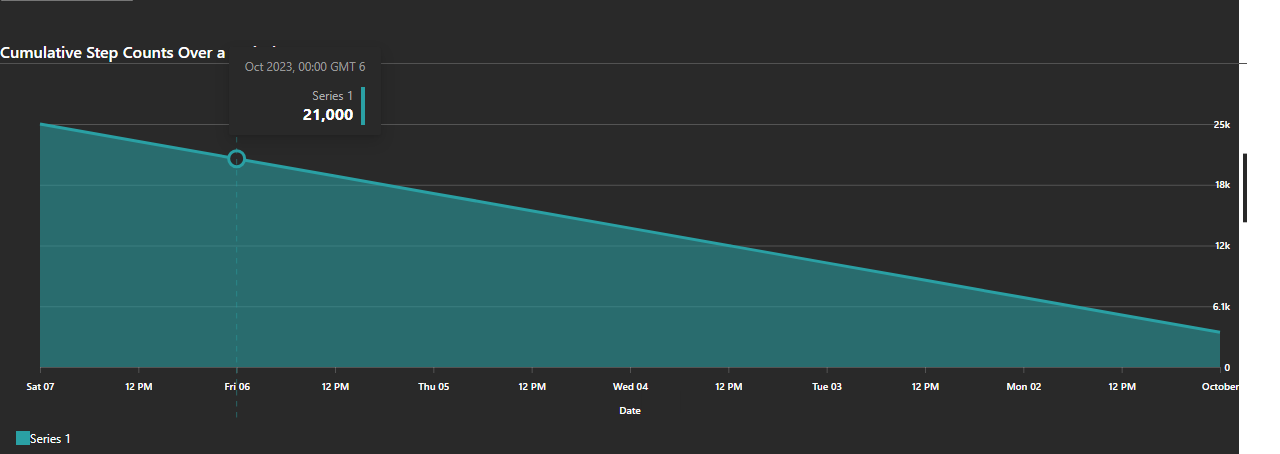 Cumulative Step Counts Over a
Oct 2023, 00:00 GMT 6
Series 1
21,000
25k
18k
12k
6.1k
0
Sat 07 12 PM Fri 06 12 PM Thu 05 12 PM Wed 04 12 PM Tue 03 12 PM Mon 02 12 PM October
Date
Series 1